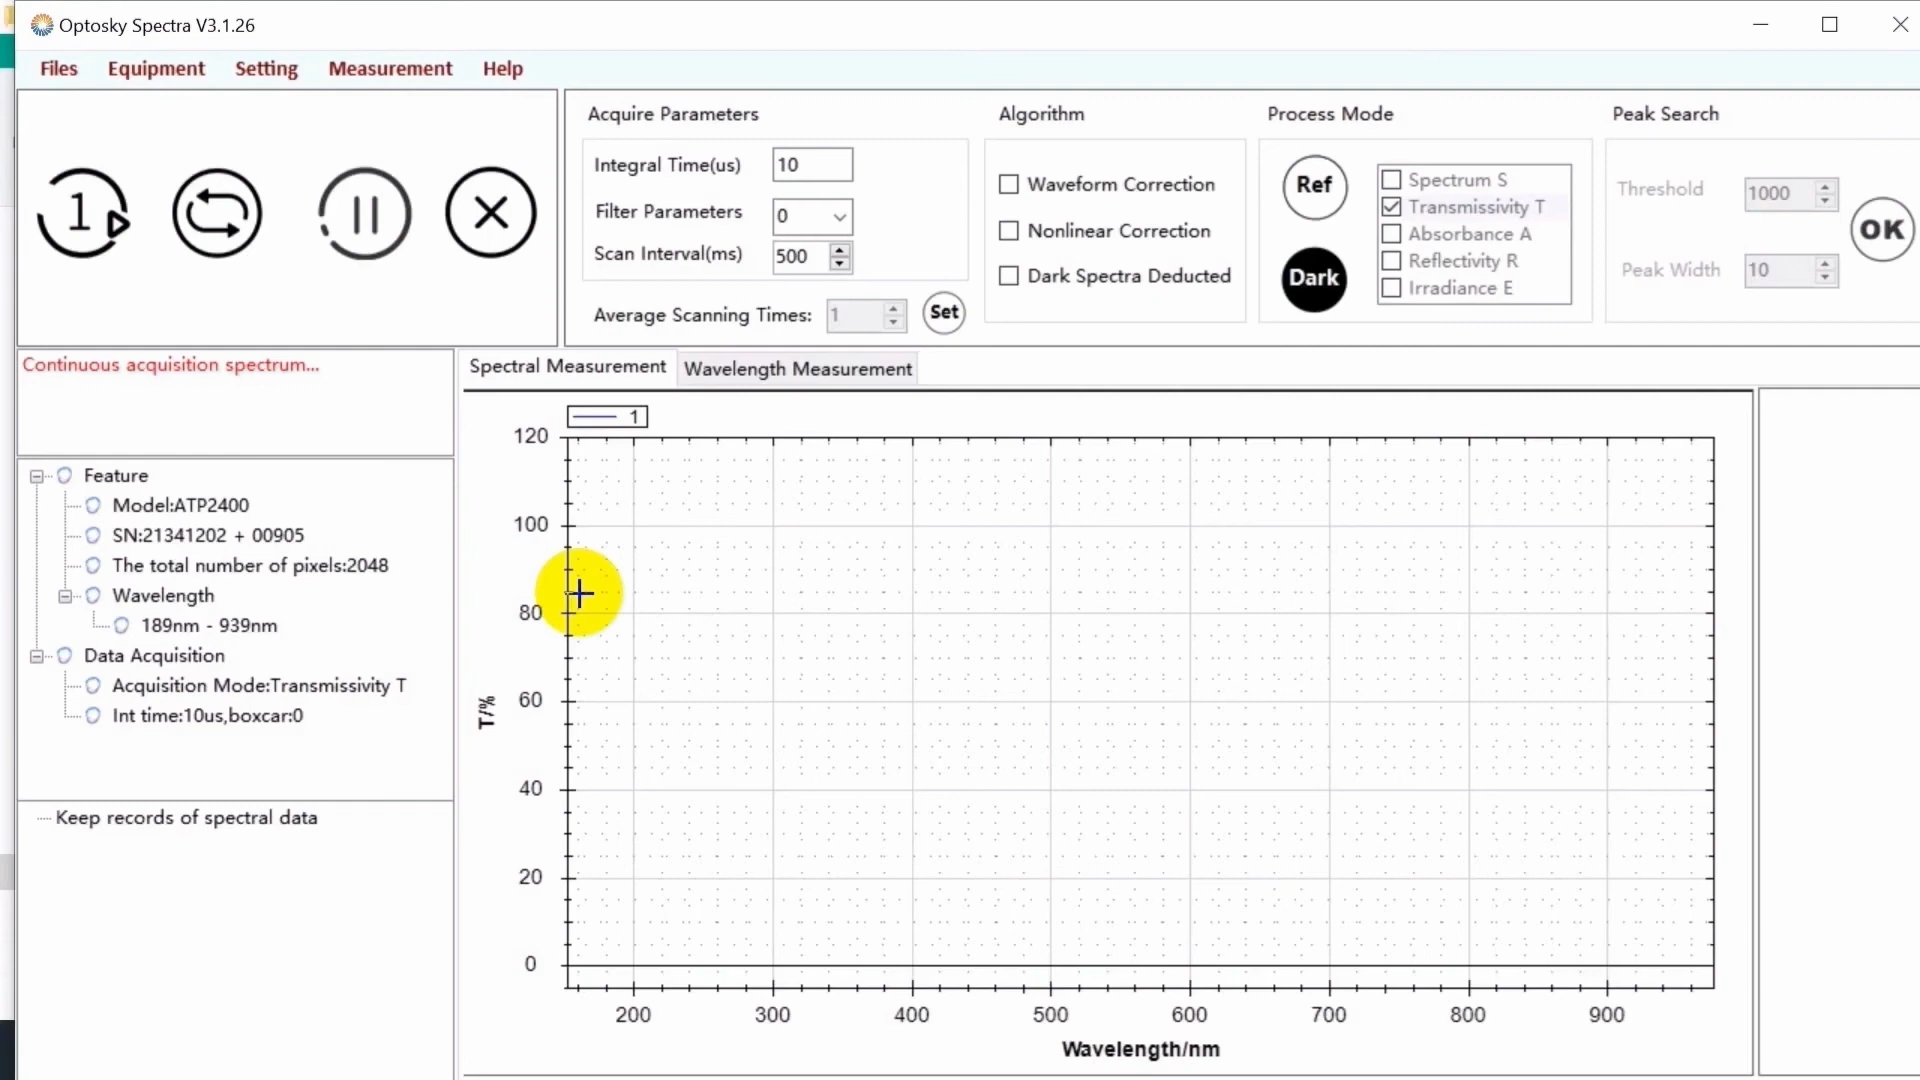 Optosky Spectra V3.1.26
Files Equipment Setting Measurement Help
1
Acquire Parameters
Integral Time(us) 10
Filter Parameters 0
Scan Interval(ms) 500
Average Scanning Times: 1 Set
Algorithm
Waveform Correction
Nonlinear Correction
Dark Spectra Deducted
Process Mode
Ref
Dark
Spectrum S
Transmissivity T
Absorbance A
Reflectivity R
Irradiance E
Peak Search
Threshold 1000
Peak Width 10
OK
Continuous acquisition spectrum...
Feature
Model:ATP2400
SN:21341202 + 00905
The total number of pixels:2048
Wavelength
189nm - 939nm
Data Acquisition
Acquisition Mode:Transmissivity T
Int time:10us,boxcar:0
Keep records of spectral data
Spectral Measurement Wavelength Measurement
1
120
100
80
60
40
20
0
T/%
200 300 400 500 600 700 800 900
Wavelength/nm